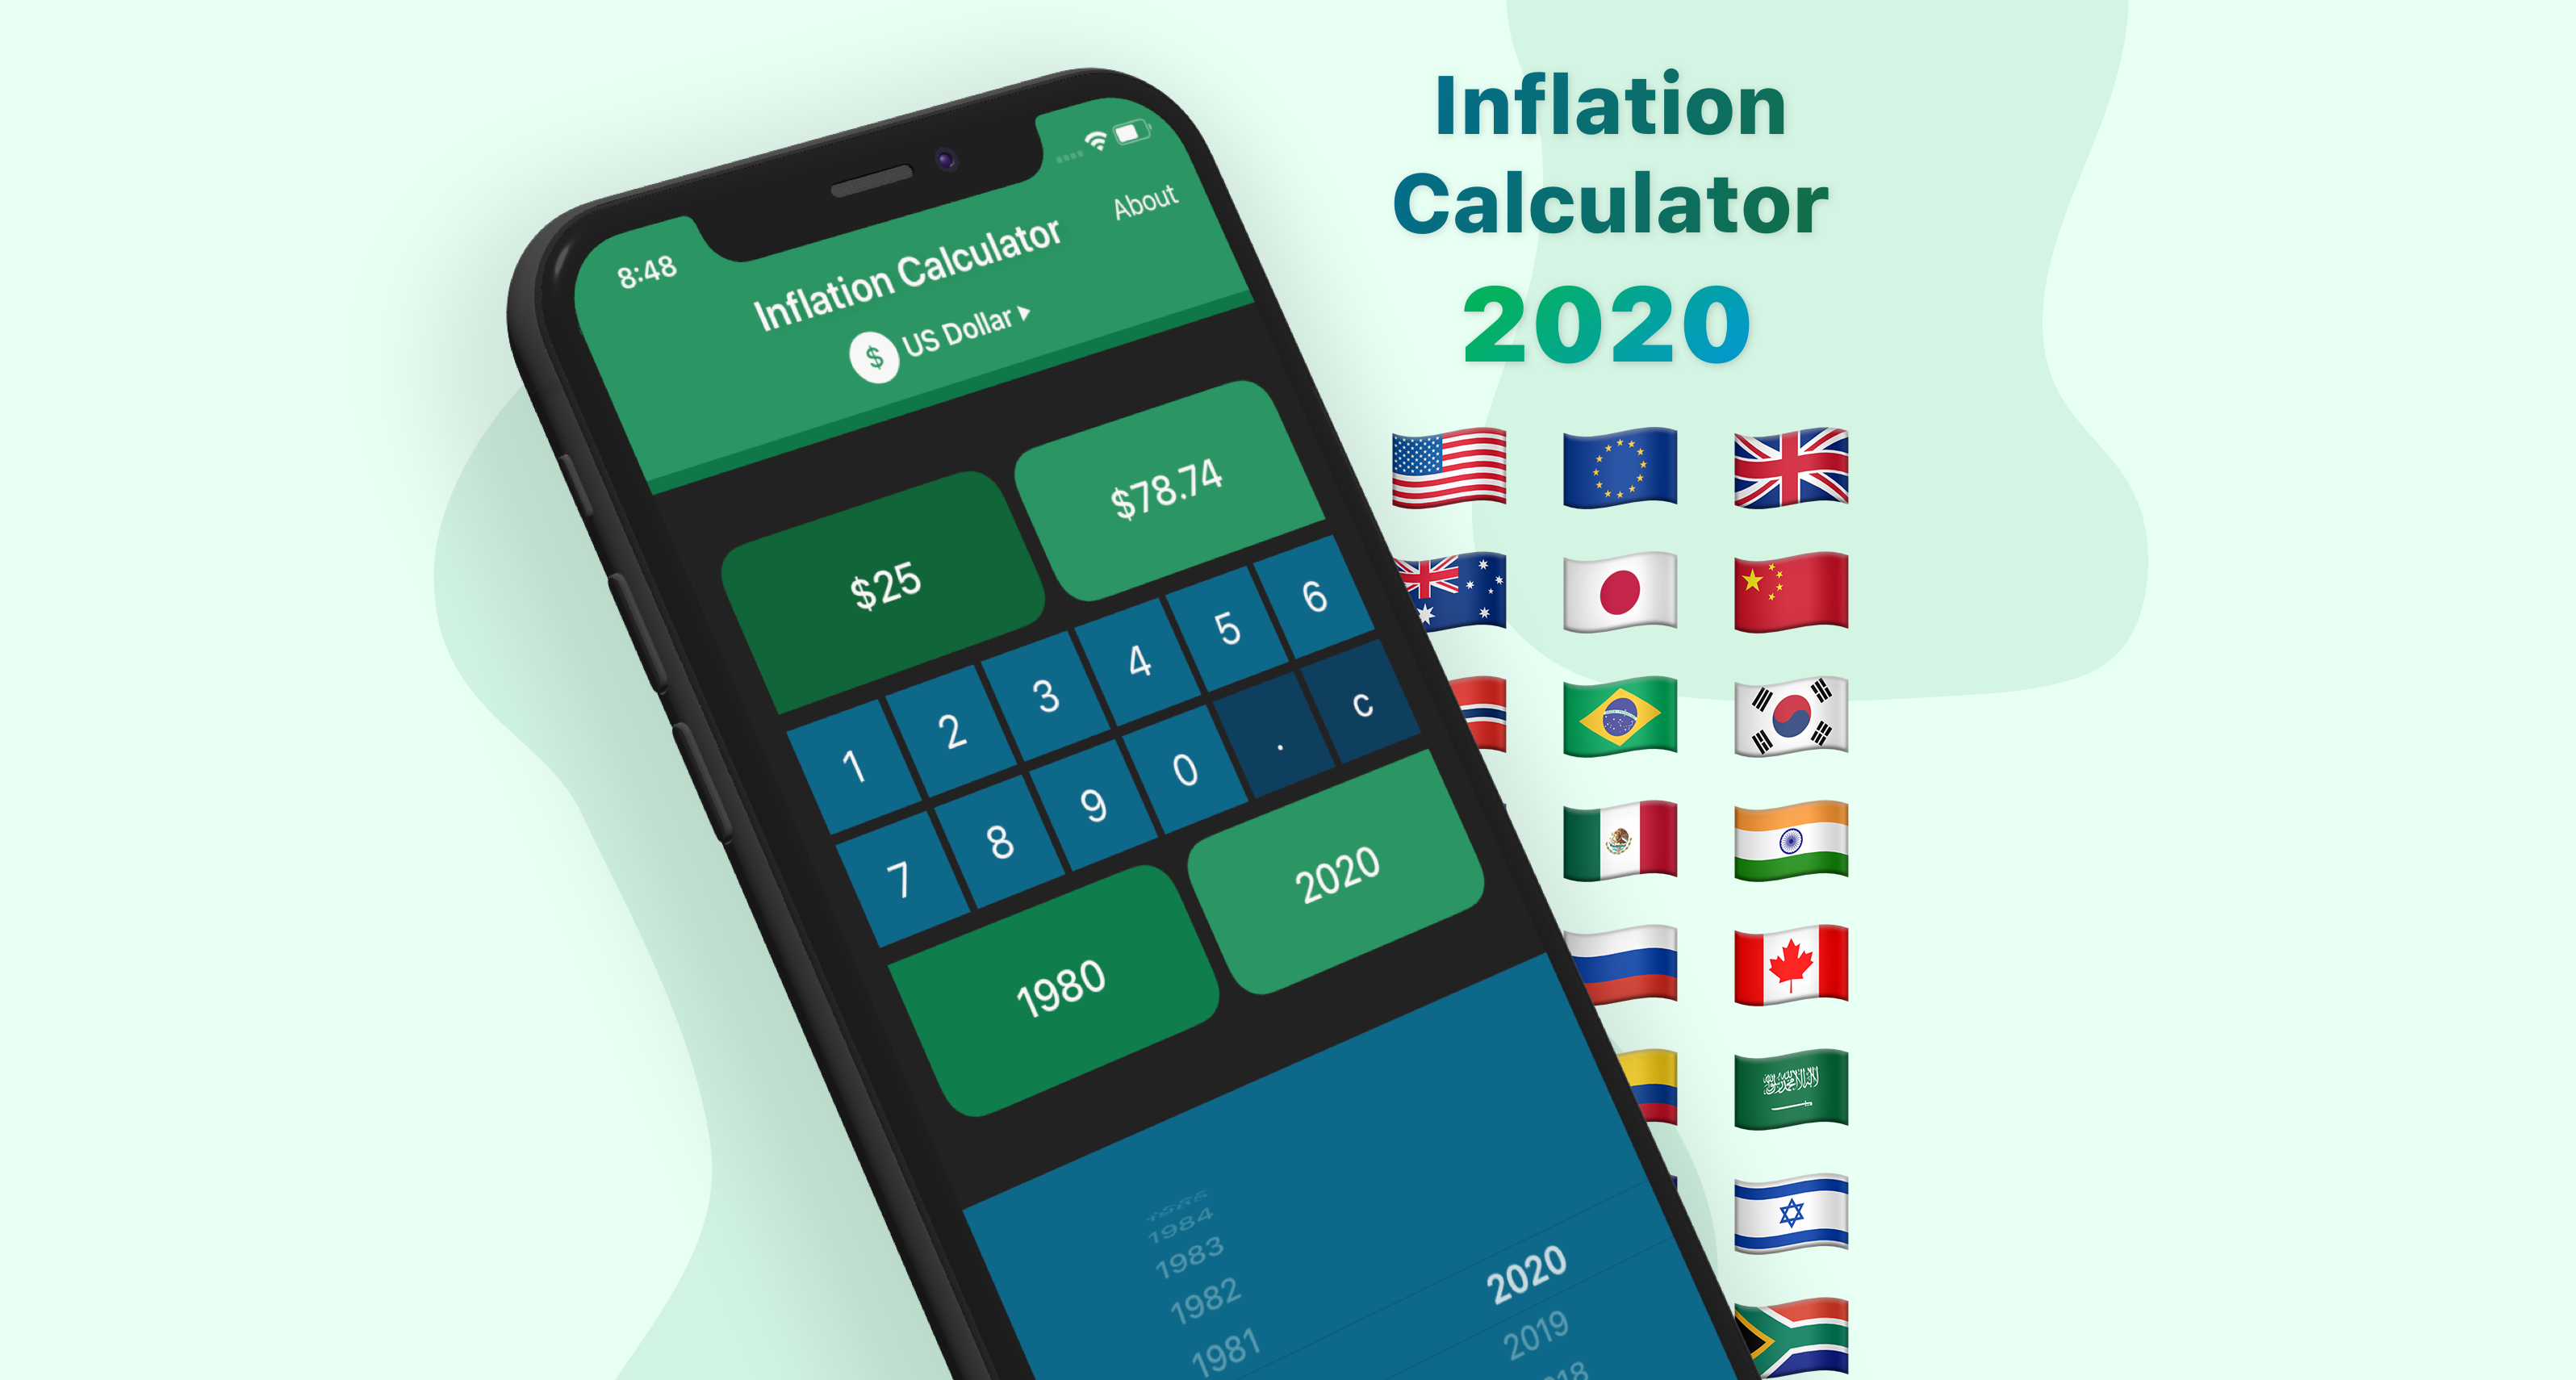 Inflation
Calculator
2020
8:48
About
Inflation Calculator
$ US Dollar ▸
$25
$78.74
1 2 3 4 5 6
7 8 9 0 . c
1980
2020
1984
1983
1982
1981
2020
2019